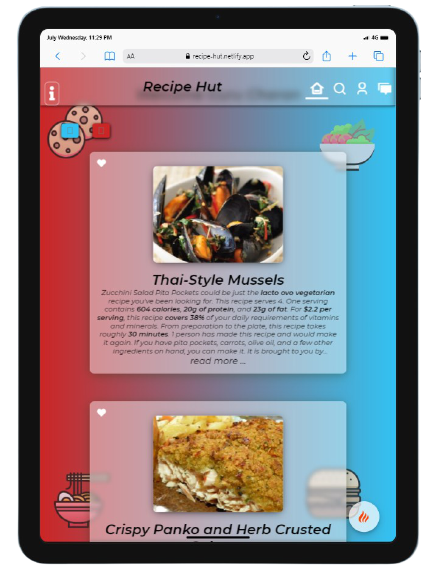 July Wednesday, 11:29 PM
4G
AA
recipe-hut.netlify.app
Recipe Hut
Thai-Style Mussels
Zucchini Salad Pita Pockets could be just the lacto ovo vegetarian
recipe you've been looking for. This recipe serves 4. One serving
contains 604 calories, 20g of protein, and 23g of fat. For $2.2 per
serving, this recipe covers 38% of your daily requirements of vitamins
and minerals. From preparation to the plate, this recipe takes
roughly 30 minutes. 1 person has made this recipe and would make
it again. If you have pita pockets, carrots, olive oil, and a few other
ingredients on hand, you can make it. It is brought to you by...
read more ...
Crispy Panko and Herb Crusted